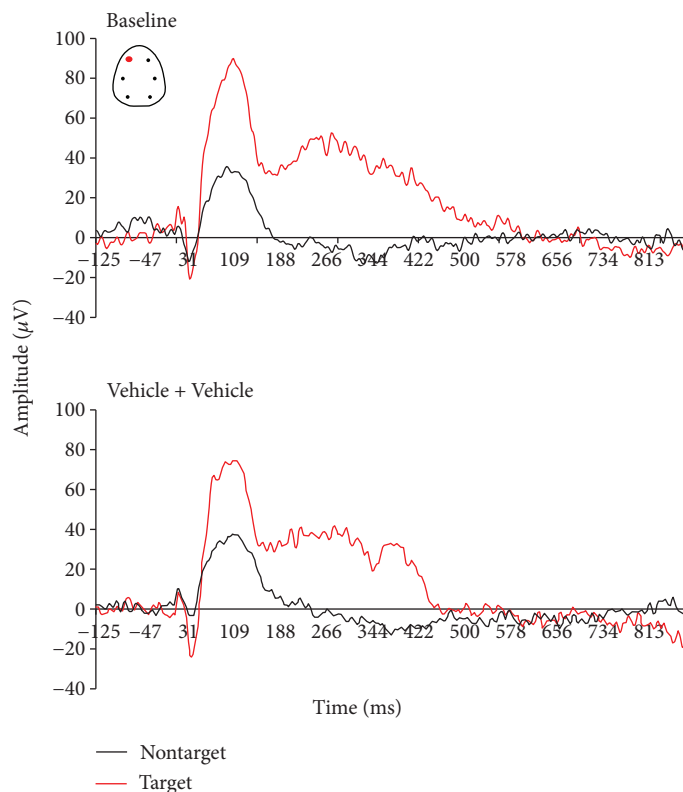 Baseline
100
80
60
40
20
0
−20
−40
−125 −47 31 109 188 266 344 422 500 578 656 734 813
Amplitude (μV)
Vehicle + Vehicle
100
80
60
40
20
0
−20
−40
−125 −47 31 109 188 266 344 422 500 578 656 734 813
Time (ms)
Nontarget
Target